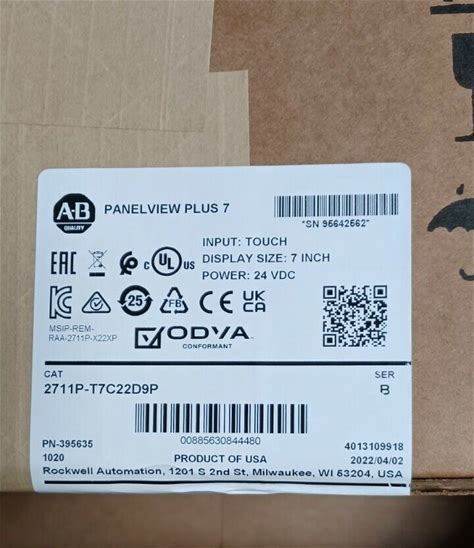 A-B
QUALITY
PANELVIEW PLUS 7
*SN 95642562*
INPUT: TOUCH
DISPLAY SIZE: 7 INCH
POWER: 24 VDC
EAC
c UL US
25
FB
CE
UK CA
MSIP-REM-
RAA-2711P-X22XP
ODVA
CONFORMANT
CAT
SER
2711P-T7C22D9P
B
00885630844480
PN-395635
4013109918
1020
PRODUCT OF USA
2022/04/02
Rockwell Automation, 1201 S 2nd St, Milwaukee, WI 53204, USA